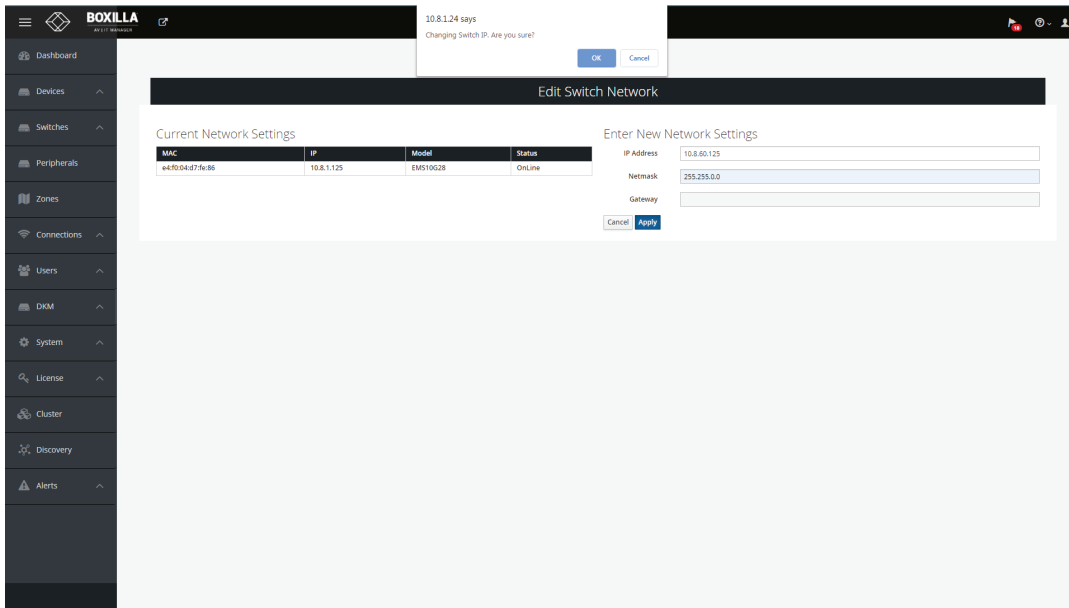 10.8.1.24 says
Changing Switch IP. Are you sure?
OK Cancel
BOXILLA
AV & IT MANAGER
18
Dashboard
Devices
Switches
Peripherals
Zones
Connections
Users
DKM
System
License
Cluster
Discovery
Alerts
Edit Switch Network
Current Network Settings
MAC IP Model Status
e4:f0:04:d7:fe:86 10.8.1.125 EMS10G28 OnLine
Enter New Network Settings
IP Address 10.8.60.125
Netmask 255.255.0.0
Gateway
Cancel Apply